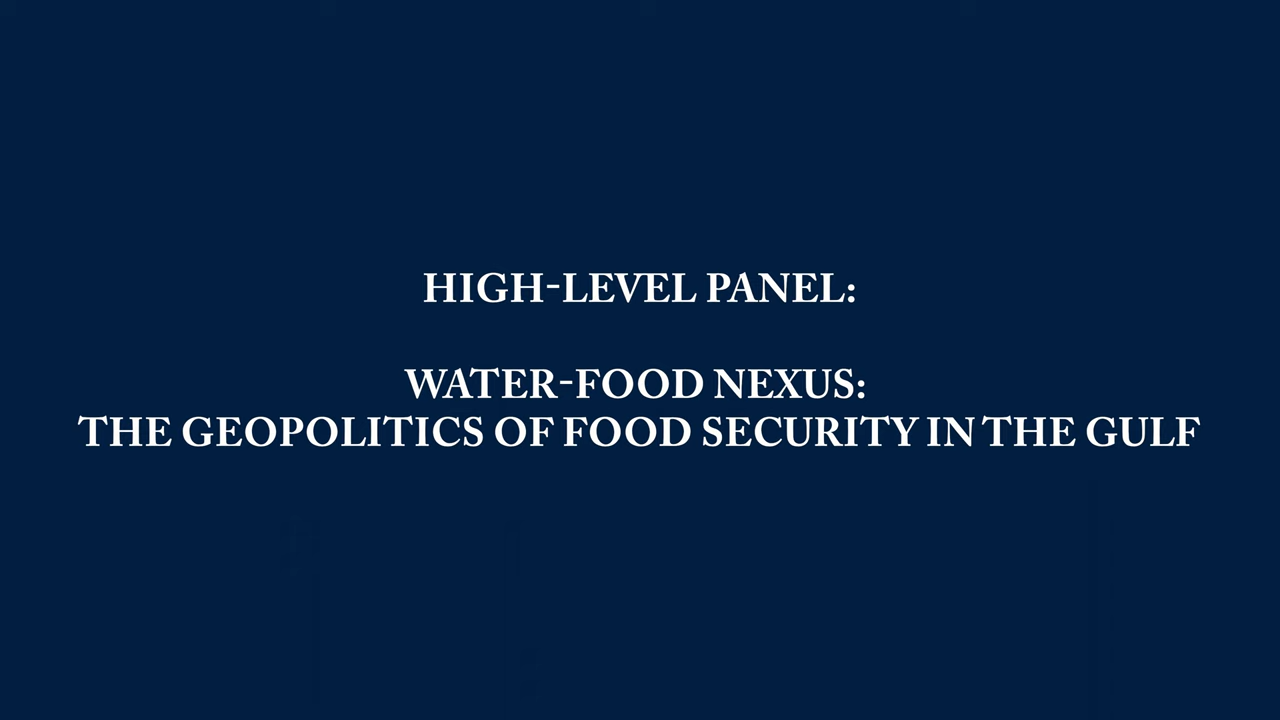 HIGH-LEVEL PANEL:
WATER-FOOD NEXUS:
THE GEOPOLITICS OF FOOD SECURITY IN THE GULF